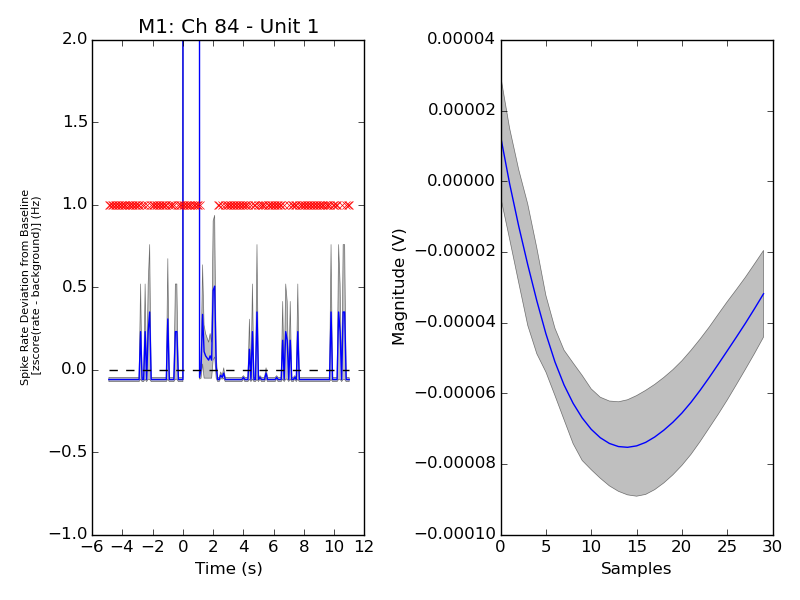 M1: Ch 84 - Unit 1
2.0
1.5
1.0
0.5
0.0
−0.5
−1.0
−6 −4 −2 0 2 4 6 8 10 12
Time (s)
Spike Rate Deviation from Baseline
[zscore(rate - background)] (Hz)
0.00004
0.00002
0.00000
−0.00002
−0.00004
−0.00006
−0.00008
−0.00010
0 5 10 15 20 25 30
Samples
Magnitude (V)